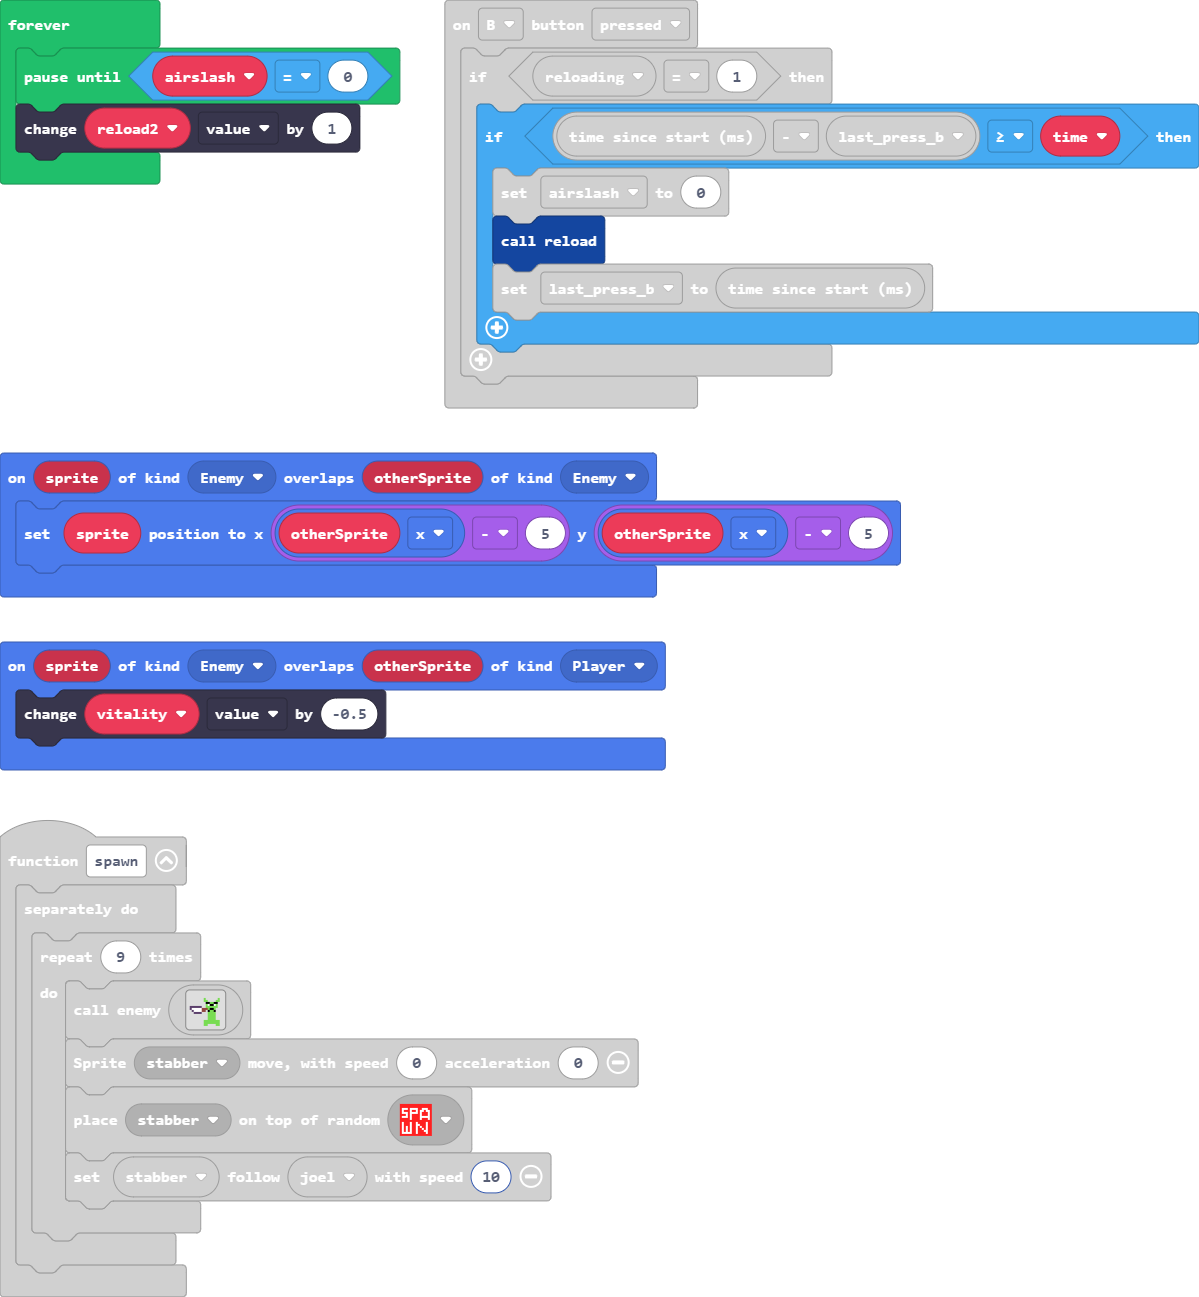 forever
pause until airslash = 0
change reload2 value by 1
on B button pressed
if reloading = 1 then
if time since start (ms) - last_press_b ≥ time then
set airslash to 0
call reload
set last_press_b to time since start (ms)
on sprite of kind Enemy overlaps otherSprite of kind Enemy
set sprite position to x otherSprite x - 5 y otherSprite x - 5
on sprite of kind Enemy overlaps otherSprite of kind Player
change vitality value by -0.5
function spawn
separately do
repeat 9 times
do
call enemy
Sprite stabber move, with speed 0 acceleration 0
place stabber on top of random SPAWN
set stabber follow joel with speed 10